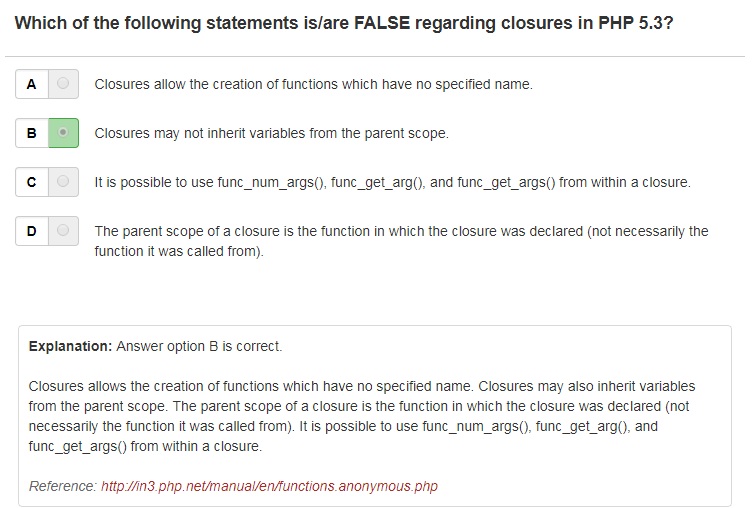 Which of the following statements is/are FALSE regarding closures in PHP 5.3?
A Closures allow the creation of functions which have no specified name.
B Closures may not inherit variables from the parent scope.
C It is possible to use func_num_args(), func_get_arg(), and func_get_args() from within a closure.
D The parent scope of a closure is the function in which the closure was declared (not necessarily the
function it was called from).
Explanation: Answer option B is correct.
Closures allows the creation of functions which have no specified name. Closures may also inherit variables
from the parent scope. The parent scope of a closure is the function in which the closure was declared (not
necessarily the function it was called from). It is possible to use func_num_args(), func_get_arg(), and
func_get_args() from within a closure.
Reference: http://in3.php.net/manual/en/functions.anonymous.php